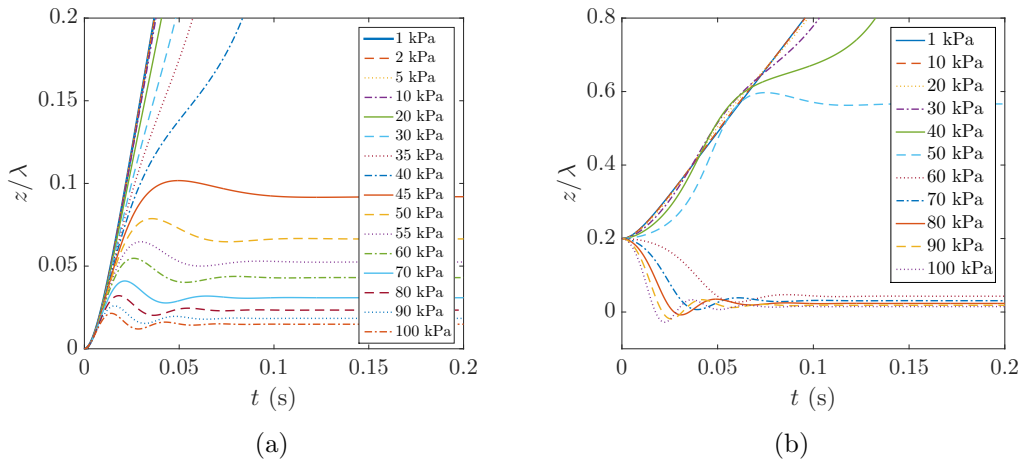 0.2
0.15
0.1
0.05
0
z/λ
0
0.05
0.1
0.15
0.2
t (s)
1 kPa
2 kPa
5 kPa
10 kPa
20 kPa
30 kPa
35 kPa
40 kPa
45 kPa
50 kPa
55 kPa
60 kPa
70 kPa
80 kPa
90 kPa
100 kPa
(a)
0.8
0.6
0.4
0.2
0
z/λ
0
0.05
0.1
0.15
0.2
t (s)
1 kPa
10 kPa
20 kPa
30 kPa
40 kPa
50 kPa
60 kPa
70 kPa
80 kPa
90 kPa
100 kPa
(b)